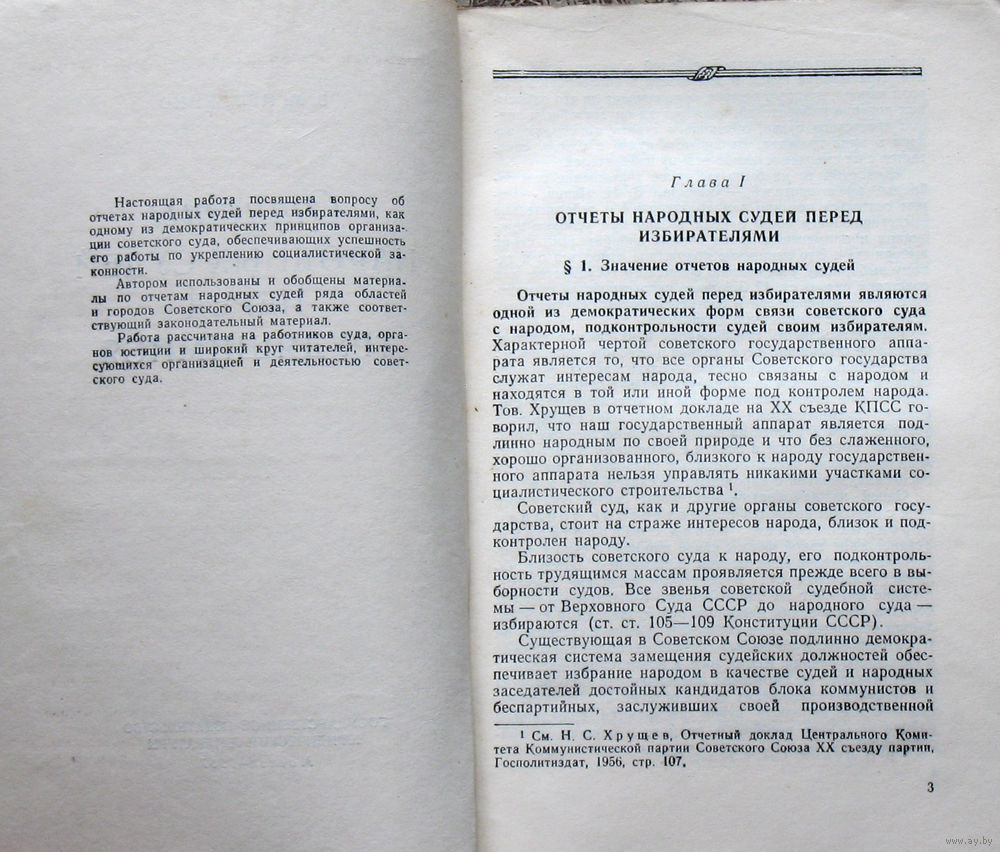 Настоящая работа посвящена вопросу об
отчетах народных судей перед избирателями, как
одному из демократических принципов организа-
ции советского суда, обеспечивающих успешность
его работы по укреплению социалистической за-
конности.
Автором использованы и обобщены материа-
лы по отчетам народных судей ряда областей
и городов Советского Союза, а также соответ-
ствующий законодательный материал.
Работа рассчитана на работников суда, орга-
нов юстиции и широкий круг читателей, интере-
сующихся организацией и деятельностью совет-
ского суда.
Глава I
ОТЧЕТЫ НАРОДНЫХ СУДЕЙ ПЕРЕД
ИЗБИРАТЕЛЯМИ
§ 1. Значение отчетов народных судей
Отчеты народных судей перед избирателями являются
одной из демократических форм связи советского суда
с народом, подконтрольности судей своим избирателям.
Характерной чертой советского государственного аппа-
рата является то, что все органы Советского государства
служат интересам народа, тесно связаны с народом и
находятся в той или иной форме под контролем народа.
Тов. Хрущев в отчетном докладе на XX съезде КПСС го-
ворил, что наш государственный аппарат является под-
линно народным по своей природе и что без слаженного,
хорошо организованного, близкого к народу государствен-
ного аппарата нельзя управлять никакими участками со-
циалистического строительства ¹.
Советский суд, как и другие органы советского госу-
дарства, стоит на страже интересов народа, близок и под-
контролен народу.
Близость советского суда к народу, его подконтроль-
ность трудящимся массам проявляется прежде всего в вы-
борности судов. Все звенья советской судебной систе-
мы — от Верховного Суда СССР до народного суда —
избираются (ст. ст. 105—109 Конституции СССР).
Существующая в Советском Союзе подлинно демокра-
тическая система замещения судейских должностей обес-
печивает избрание народом в качестве судей и народных
заседателей достойных кандидатов блока коммунистов и
беспартийных, заслуживших своей производственной
¹ См. Н. С. Хрущев, Отчетный доклад Центрального Коми-
тета Коммунистической партии Советского Союза XX съезду партии,
Госполитиздат, 1956, стр. 107.
3
www.ay.by